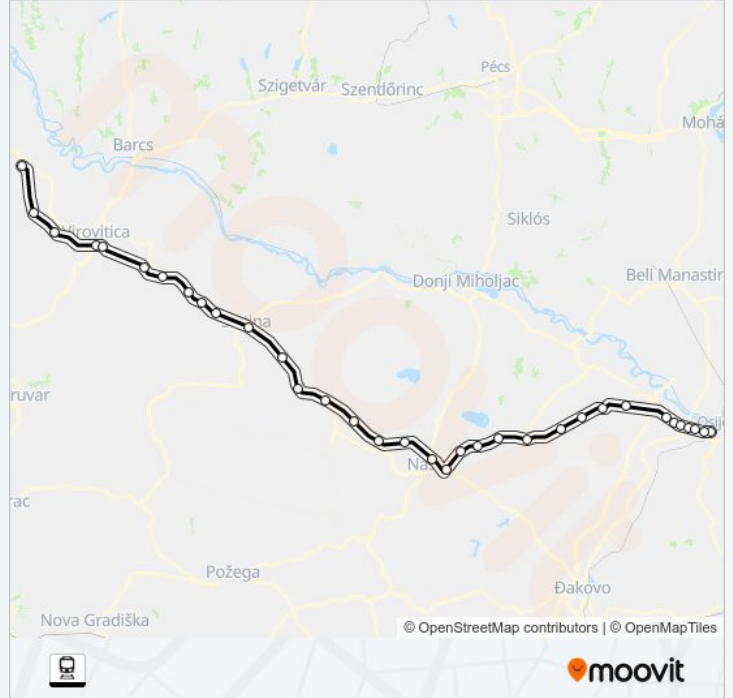 Pécs
Szigetvár
Szentlőrinc
Mohá
Barcs
Siklós
Virovitica
Beli Manastir
Donji Miholjac
ruvar
Osij
Nas
rac
Požega
Đakovo
Nova Gradiška
© OpenStreetMap contributors | © OpenMapTiles
moovit